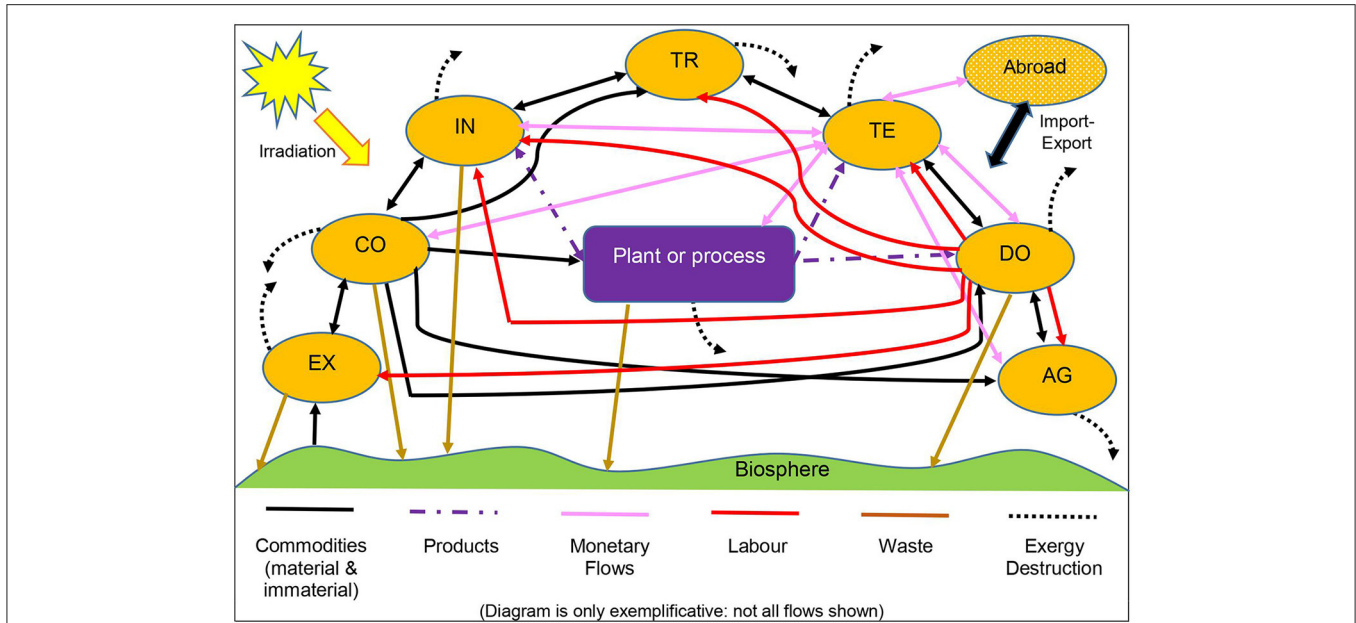 TR
Abroad
IN
TE
Import-
Export
Irradiation
CO
Plant or process
DO
EX
AG
Biosphere
Commodities
(material &
immaterial)
Products
Monetary
Flows
Labour
Waste
Exergy
Destruction
(Diagram is only exemplificative: not all flows shown)